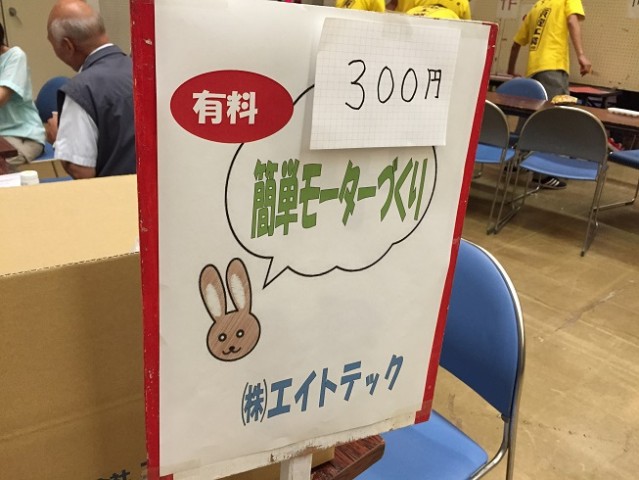 有料
300円
簡単モーターづくり
(株)エイトテック